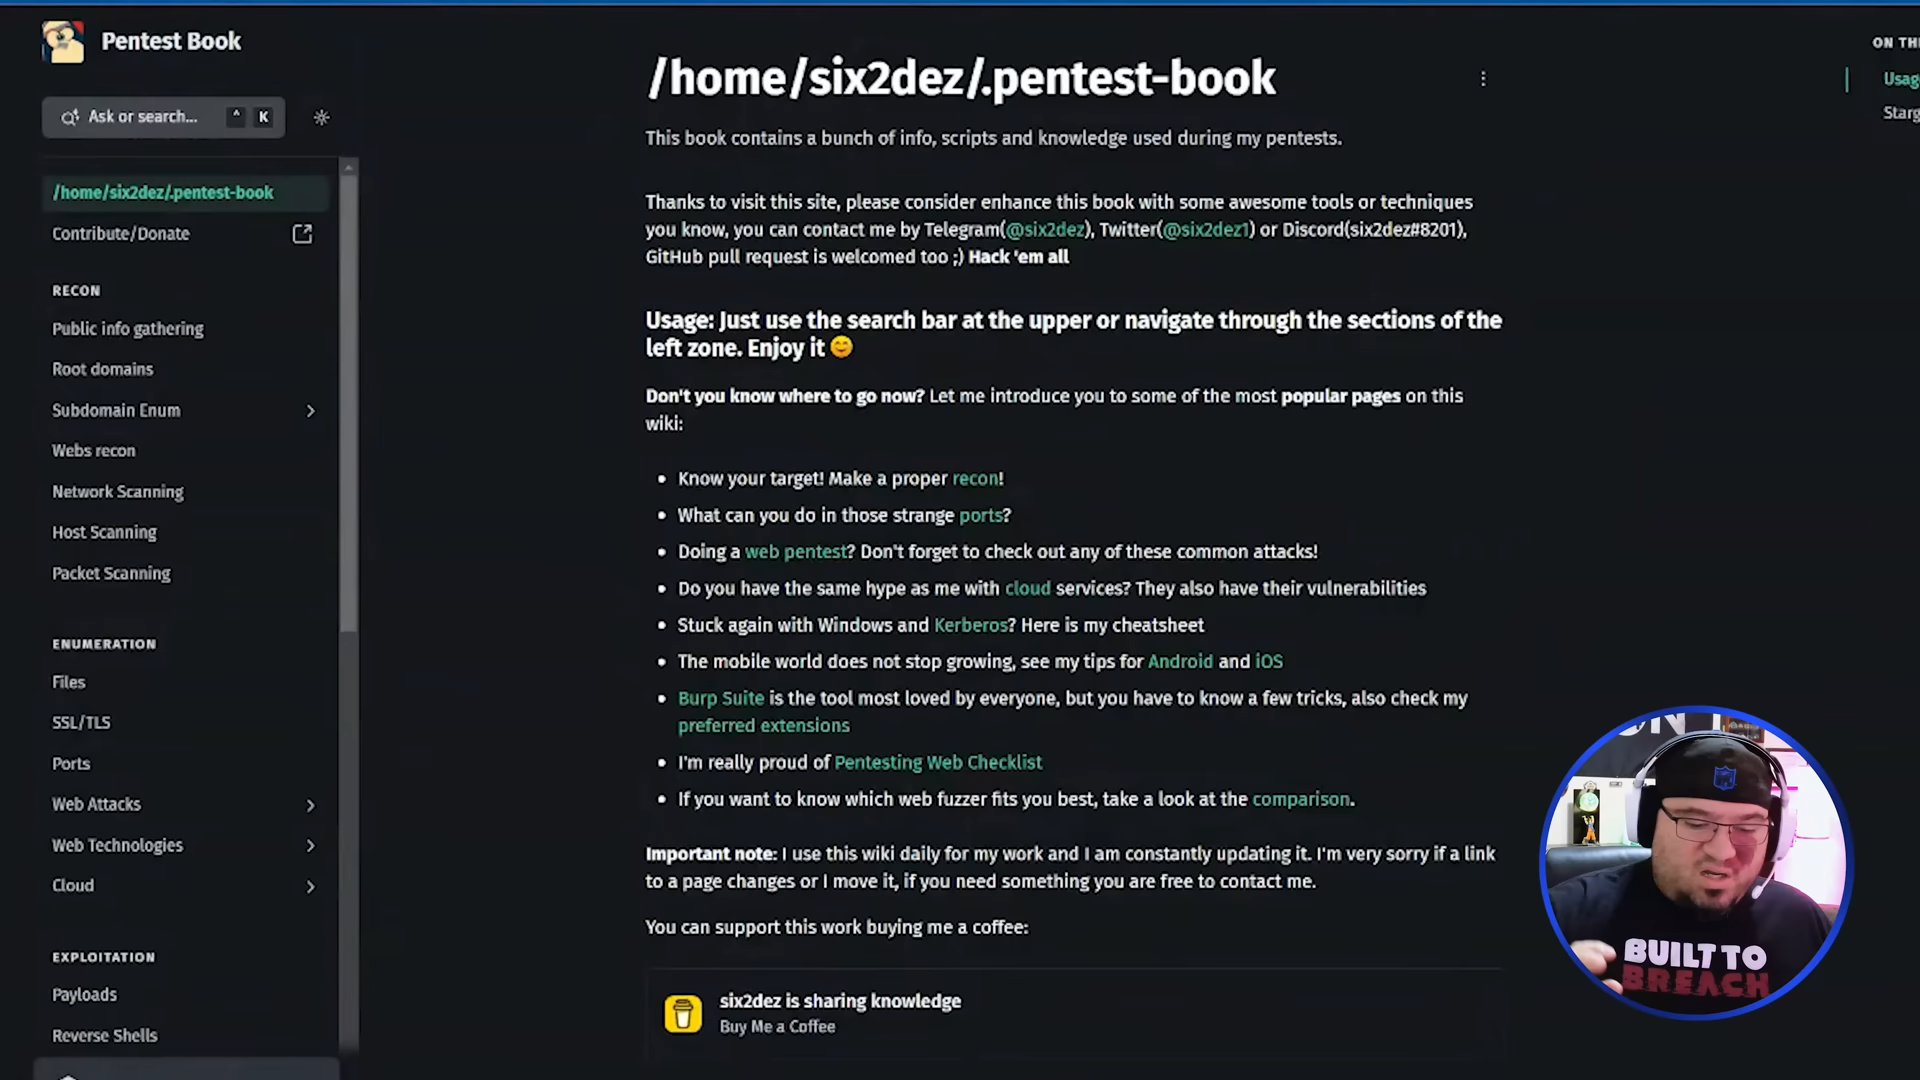 Pentest Book
Ask or search...
^ K
/home/six2dez/.pentest-book
Contribute/Donate
RECON
Public info gathering
Root domains
Subdomain Enum
Webs recon
Network Scanning
Host Scanning
Packet Scanning
ENUMERATION
Files
SSL/TLS
Ports
Web Attacks
Web Technologies
Cloud
EXPLOITATION
Payloads
Reverse Shells
/home/six2dez/.pentest-book
This book contains a bunch of info, scripts and knowledge used during my pentests.
Thanks to visit this site, please consider enhance this book with some awesome tools or techniques
you know, you can contact me by Telegram(@six2dez), Twitter(@six2dez1) or Discord(six2dez#8201),
GitHub pull request is welcomed too ;) Hack 'em all
Usage: Just use the search bar at the upper or navigate through the sections of the
left zone. Enjoy it 😊
Don't you know where to go now? Let me introduce you to some of the most popular pages on this
wiki:
• Know your target! Make a proper recon!
• What can you do in those strange ports?
• Doing a web pentest? Don't forget to check out any of these common attacks!
• Do you have the same hype as me with cloud services? They also have their vulnerabilities
• Stuck again with Windows and Kerberos? Here is my cheatsheet
• The mobile world does not stop growing, see my tips for Android and iOS
• Burp Suite is the tool most loved by everyone, but you have to know a few tricks, also check my
preferred extensions
• I'm really proud of Pentesting Web Checklist
• If you want to know which web fuzzer fits you best, take a look at the comparison.
Important note: I use this wiki daily for my work and I am constantly updating it. I'm very sorry if a link
to a page changes or I move it, if you need something you are free to contact me.
You can support this work buying me a coffee:
six2dez is sharing knowledge
Buy Me a Coffee
ON TH
Usag
Starg
BUILT TO
BREACH